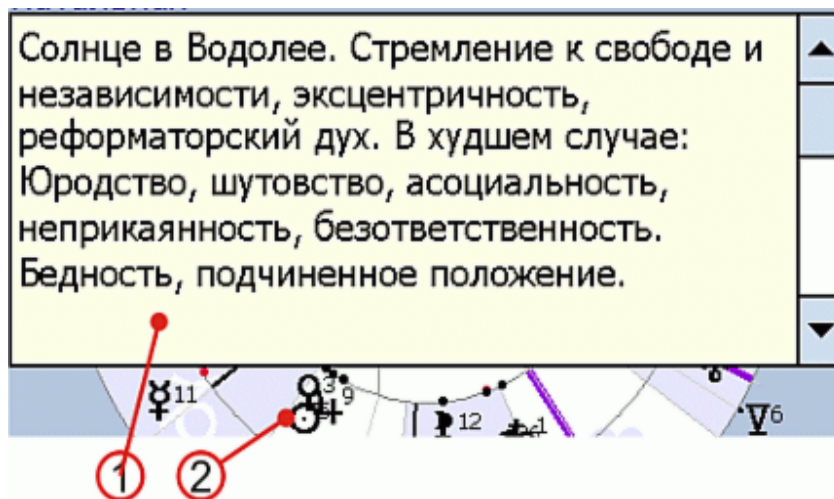 Солнце в Водолее. Стремление к свободе и
независимости, эксцентричность,
реформаторский дух. В худшем случае:
Юродство, шутовство, асоциальность,
неприкаянность, безответственность.
Бедность, подчиненное положение.
11
3
9
12
1
6
1
2